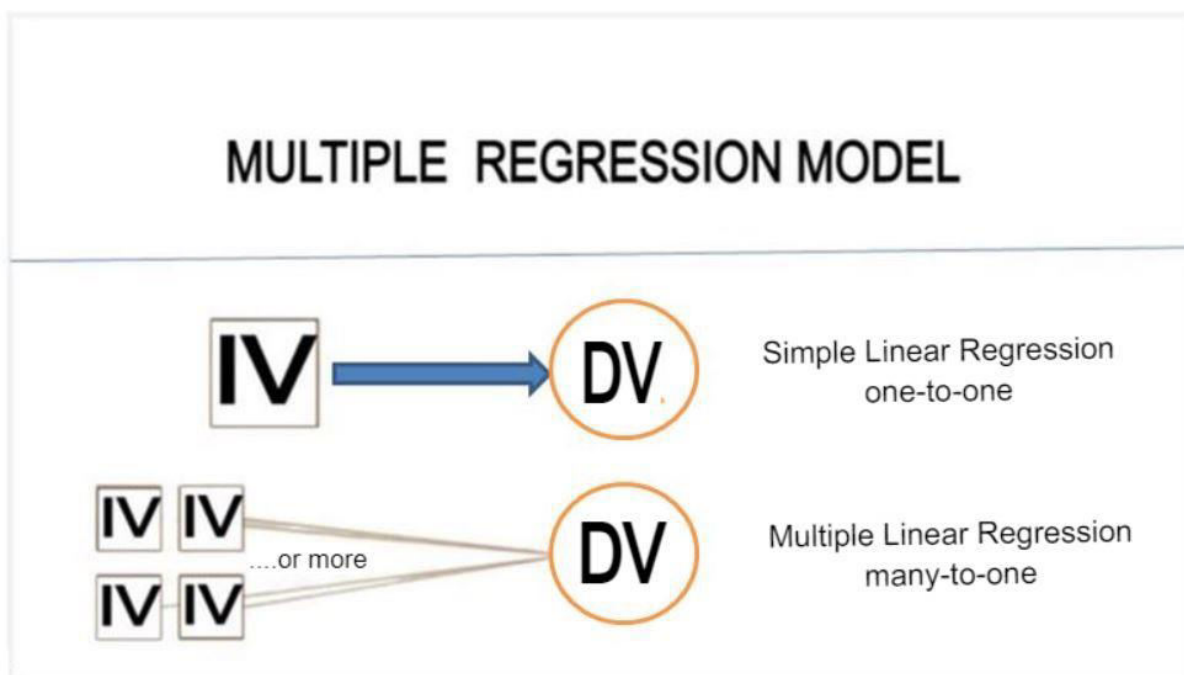 MULTIPLE REGRESSION MODEL
IV
DV
Simple Linear Regression
one-to-one
IV IV
....or more
IV IV
DV
Multiple Linear Regression
many-to-one